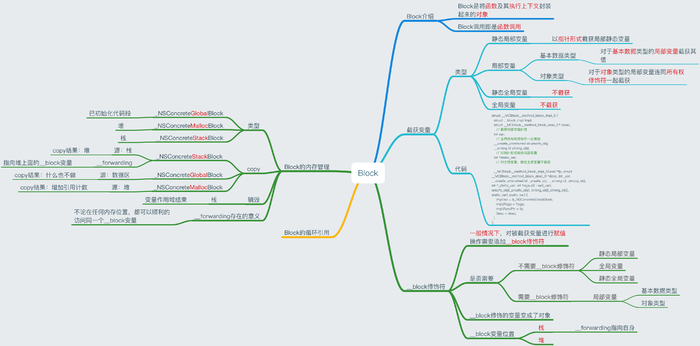 Block
Block介绍
Block是将函数及其执行上下文封装
起来的对象
Block调用即是函数调用
截获变量
类型
静态局部变量
以指针形式截获局部静态变量
局部变量
基本数据类型
对于基本数据类型的局部变量截获其
值
对象类型
对于对象类型的局部变量连同所有权
修饰符一起截获
静态全局变量
不截获
全局变量
不截获
代码
__block修饰符
一般情况下，对被截获变量进行赋值
操作需要添加__block修饰符
是否需要
不需要__block修饰符
静态局部变量
全局变量
静态全局变量
需要__block修饰符
局部变量
基本数据类型
对象类型
__block修饰的变量变成了对象
__block变量位置
栈
__forwarding指向自身
堆
Block的内存管理
类型
_NSConcreteGlobalBlock
已初始化代码段
_NSConcreteMallocBlock
堆
_NSConcreteStackBlock
栈
copy
_NSConcreteStackBlock
源：栈
copy结果：堆
__forwarding
指向堆上面的__block变量
_NSConcreteGlobalBlock
源：数据区
copy结果：什么也不做
_NSConcreteMallocBlock
源：堆
copy结果：增加引用计数
销毁
栈
变量作用域结束
__forwarding存在的意义
不论在任何内存位置，都可以顺利的
访问同一个__block变量
Block的循环引用